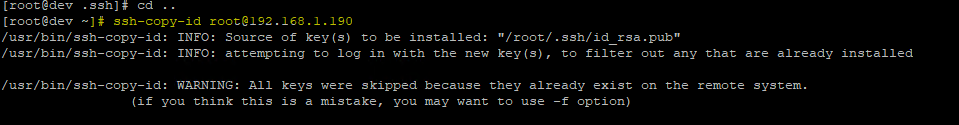 [root@dev .ssh]# cd ..
[root@dev ~]# ssh-copy-id root@192.168.1.190
/usr/bin/ssh-copy-id: INFO: Source of key(s) to be installed: "/root/.ssh/id_rsa.pub"
/usr/bin/ssh-copy-id: INFO: attempting to log in with the new key(s), to filter out any that are already installed
/usr/bin/ssh-copy-id: WARNING: All keys were skipped because they already exist on the remote system.
(if you think this is a mistake, you may want to use -f option)